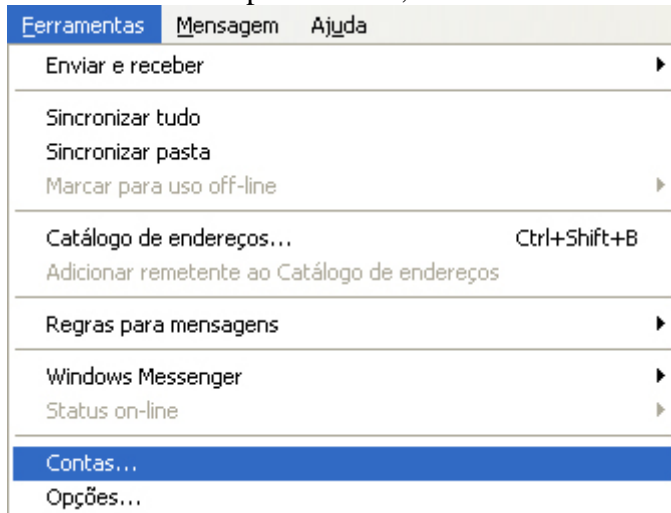 Ferramentas Mensagem Ajuda
Enviar e receber
Sincronizar tudo
Sincronizar pasta
Marcar para uso off-line
Catálogo de endereços... Ctrl+Shift+B
Adicionar remetente ao Catálogo de endereços
Regras para mensagens
Windows Messenger
Status on-line
Contas...
Opções...